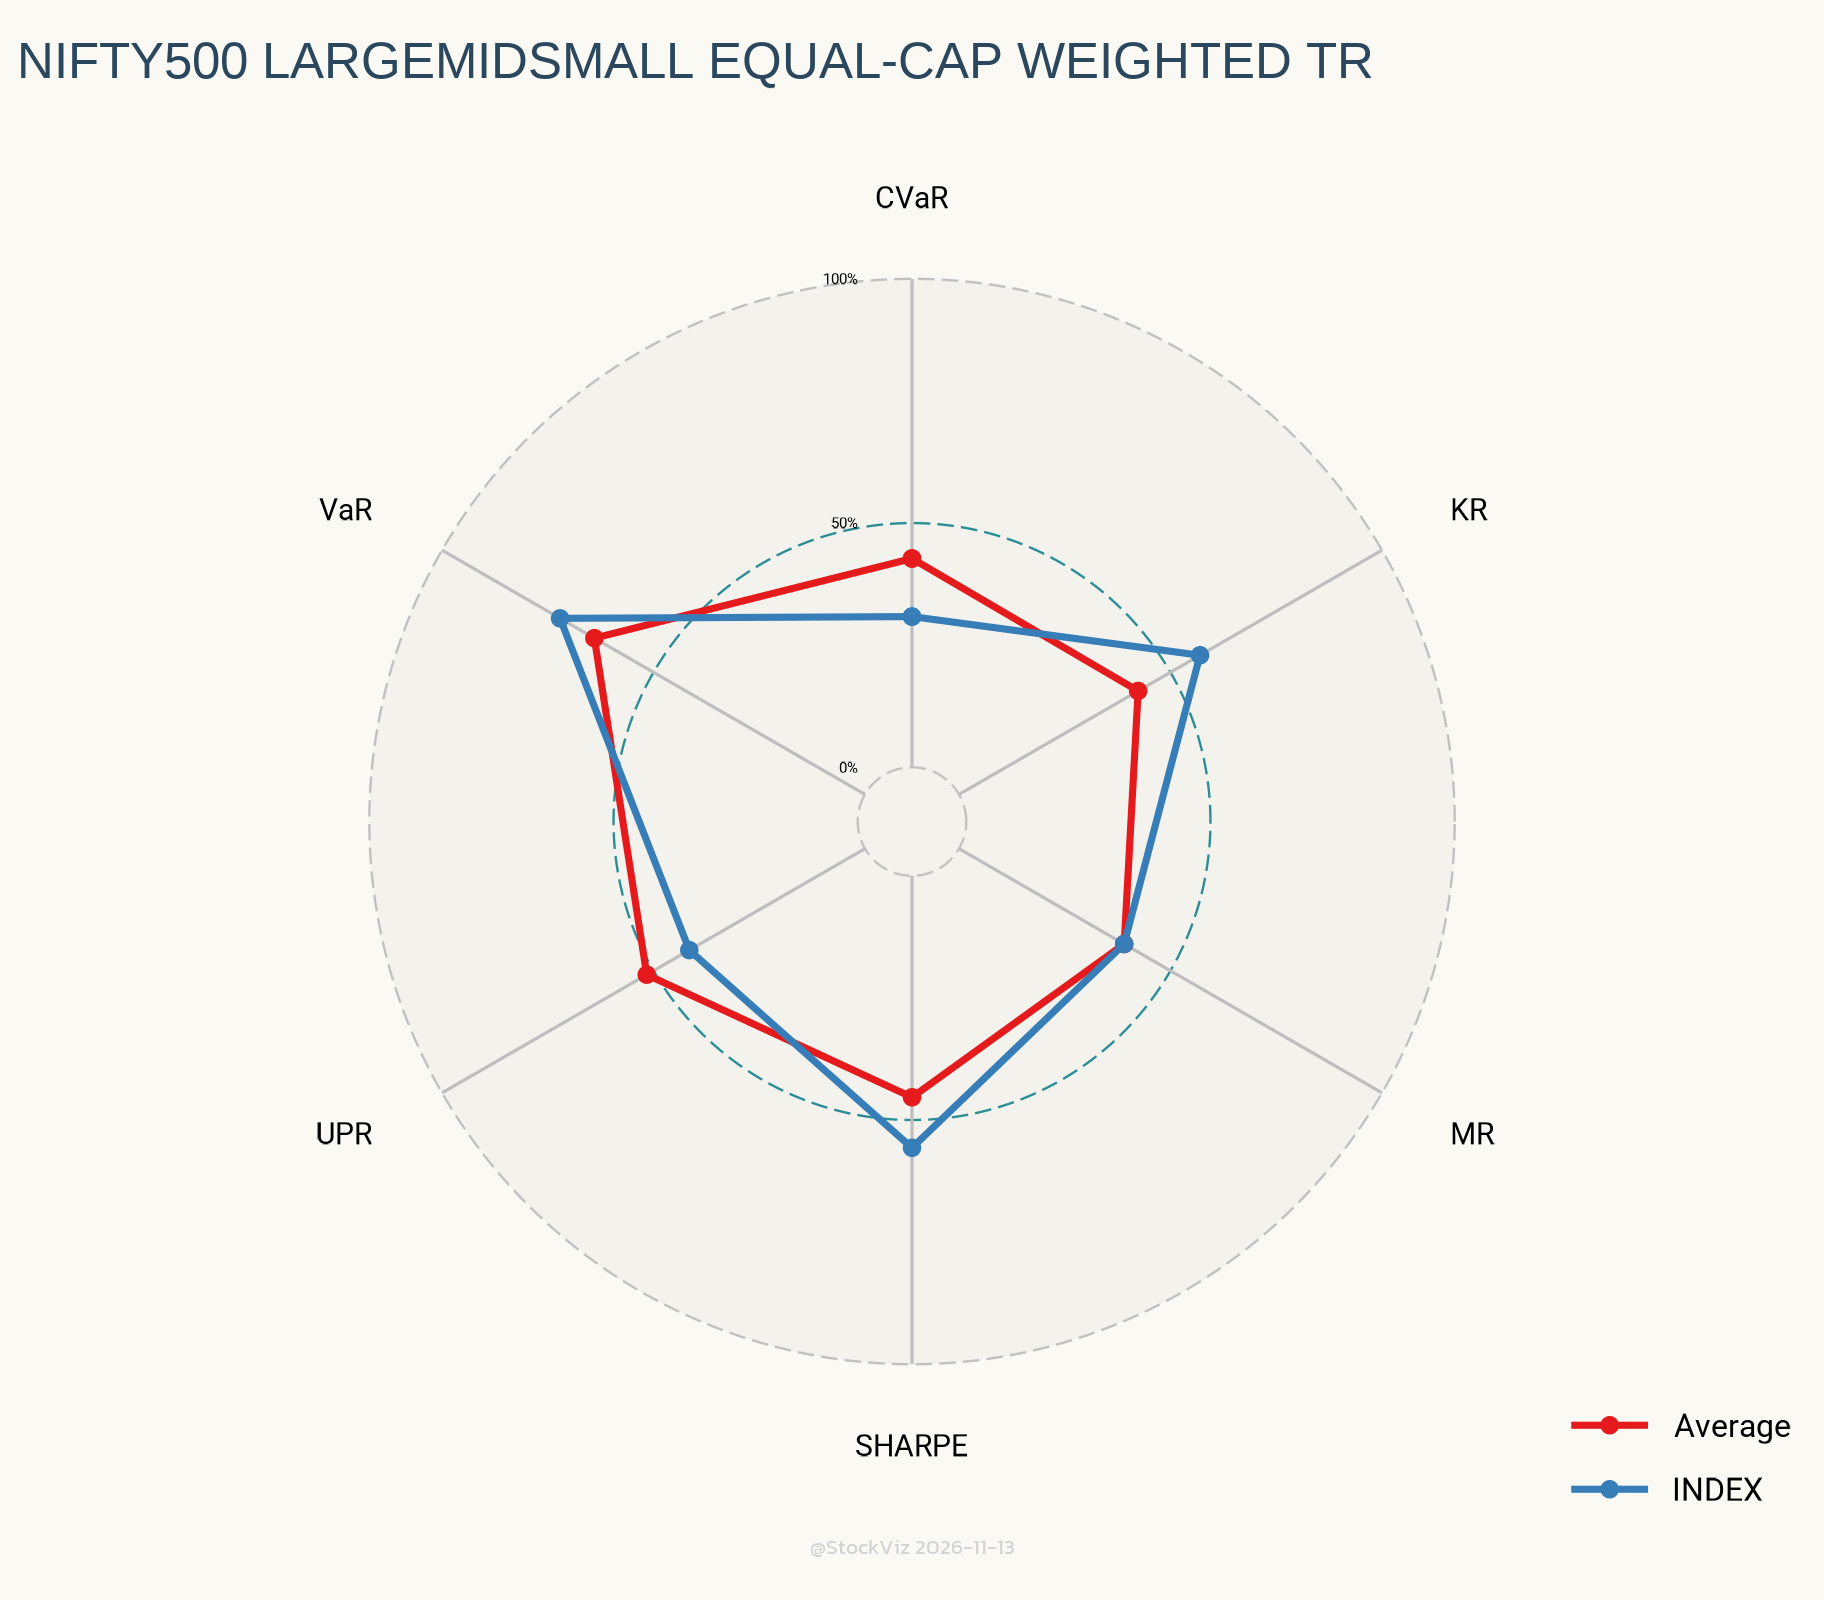 NIFTY500 LARGEMIDSMALL EQUAL-CAP WEIGHTED TR
CVaR
100%
VaR
KR
50%
0%
UPR
MR
SHARPE
Average
INDEX
@StockViz 2026-11-13